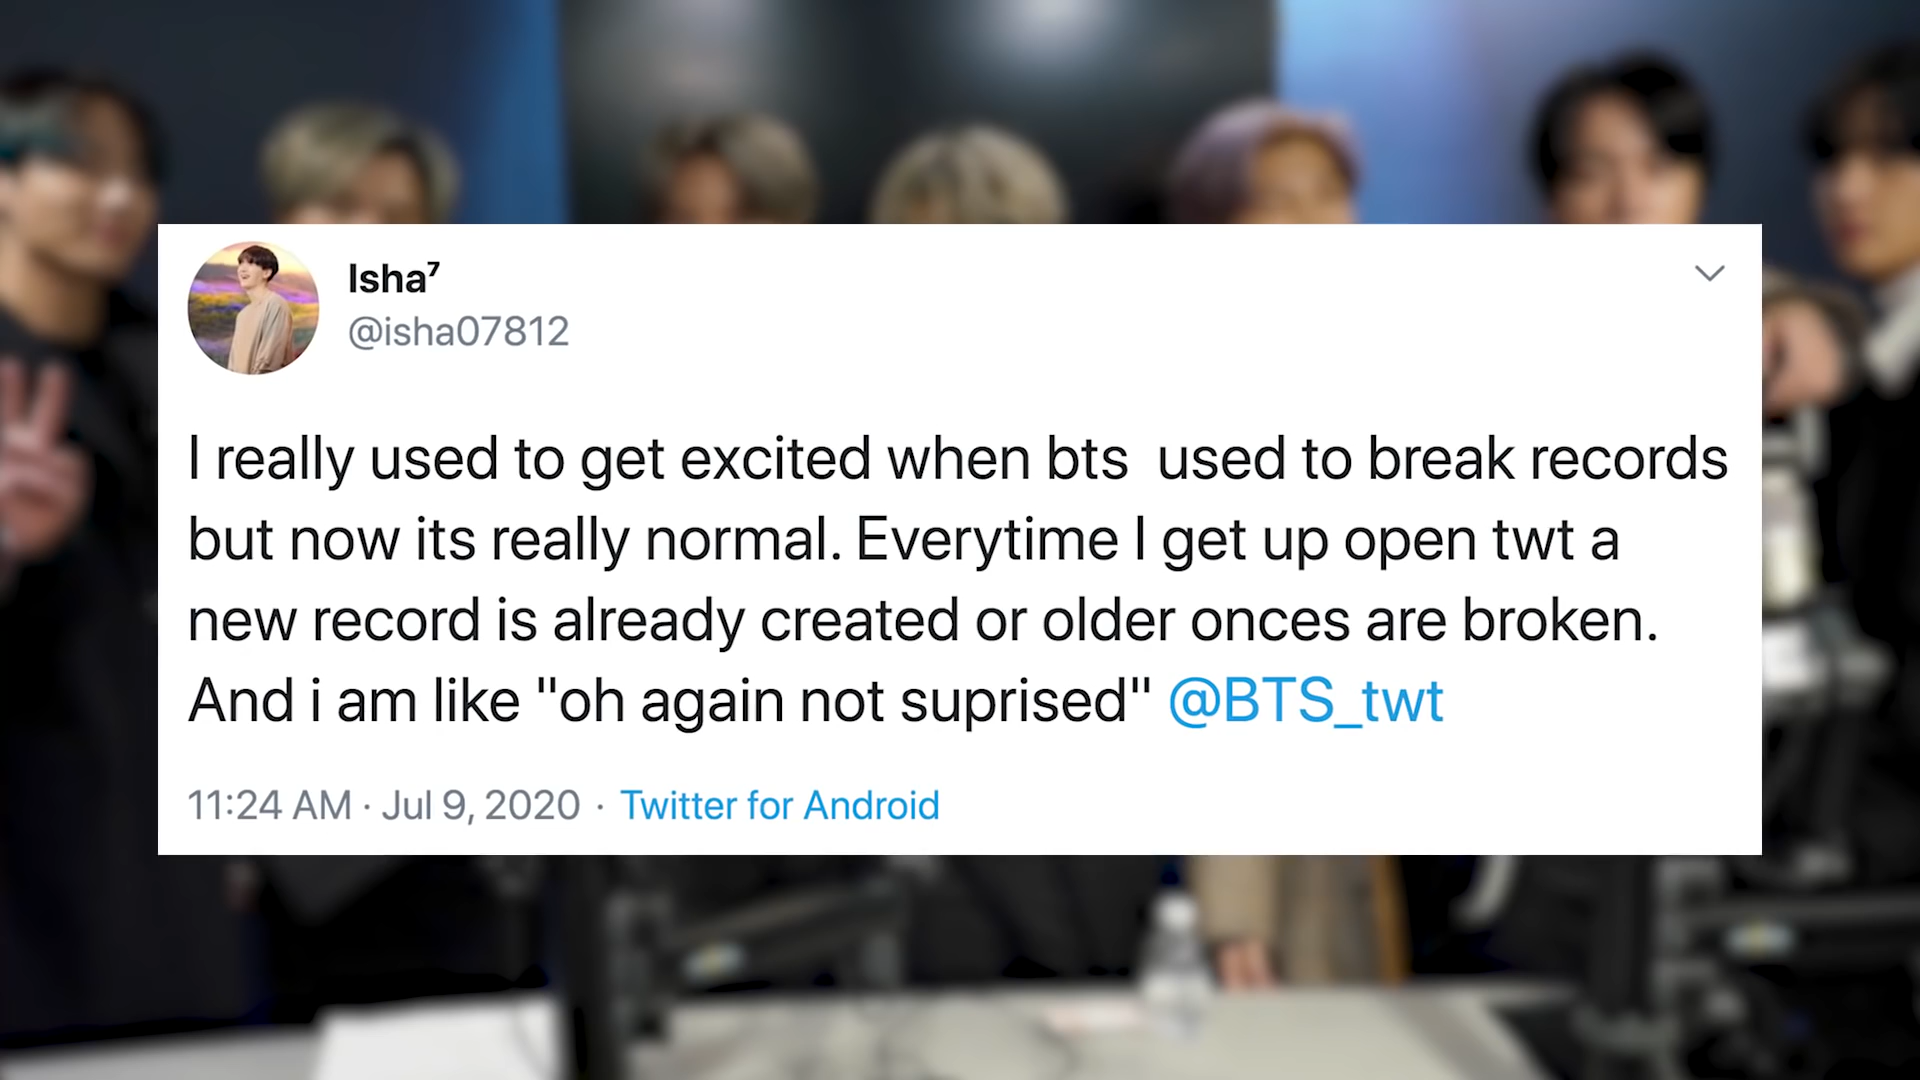 Isha⁷
@isha07812
I really used to get excited when bts  used to break records
but now its really normal. Everytime I get up open twt a
new record is already created or older onces are broken.
And i am like "oh again not suprised" @BTS_twt
11:24 AM · Jul 9, 2020 · Twitter for Android